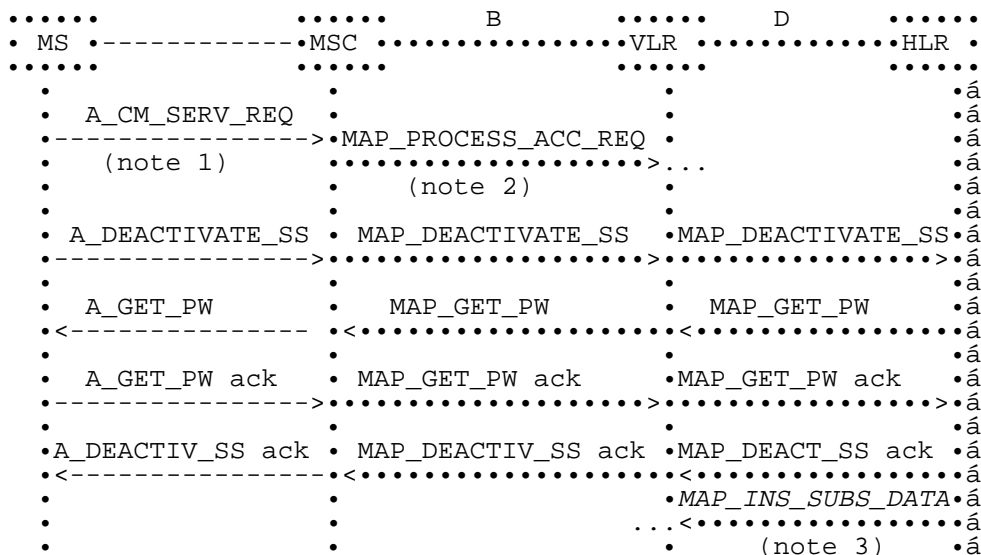 B D
MS MSC VLR HLR
á
A_CM_SERV_REQ á
MAP_PROCESS_ACC_REQ á
(note 1) ... á
(note 2) á
á
A_DEACTIVATE_SS MAP_DEACTIVATE_SS MAP_DEACTIVATE_SS á
á
á
A_GET_PW MAP_GET_PW MAP_GET_PW á
á
á
A_GET_PW ack MAP_GET_PW ack MAP_GET_PW ack á
á
á
A_DEACTIV_SS ack MAP_DEACTIV_SS ack MAP_DEACT_SS ack á
á
MAP_INS_SUBS_DATA á
... á
(note 3) á